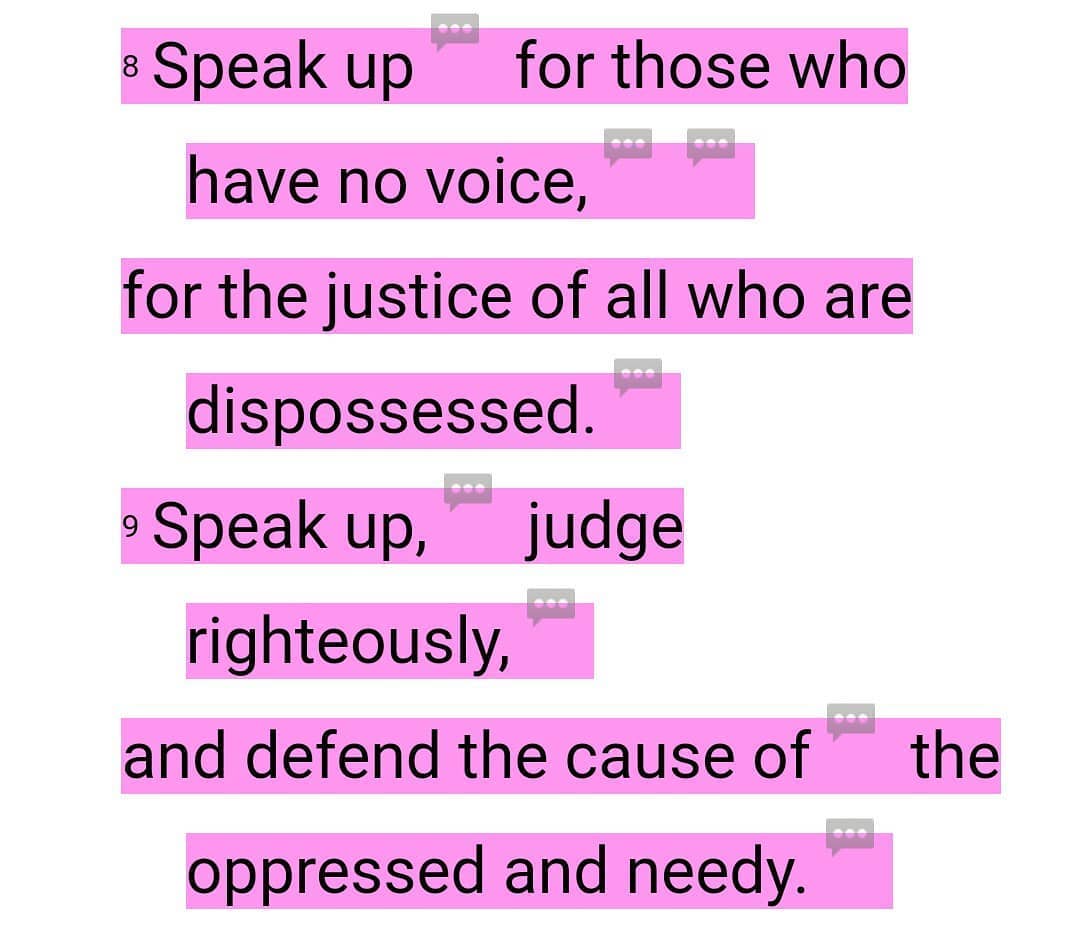 8 Speak up for those who
have no voice,
for the justice of all who are
dispossessed.
9 Speak up, judge
righteously,
and defend the cause of the
oppressed and needy.